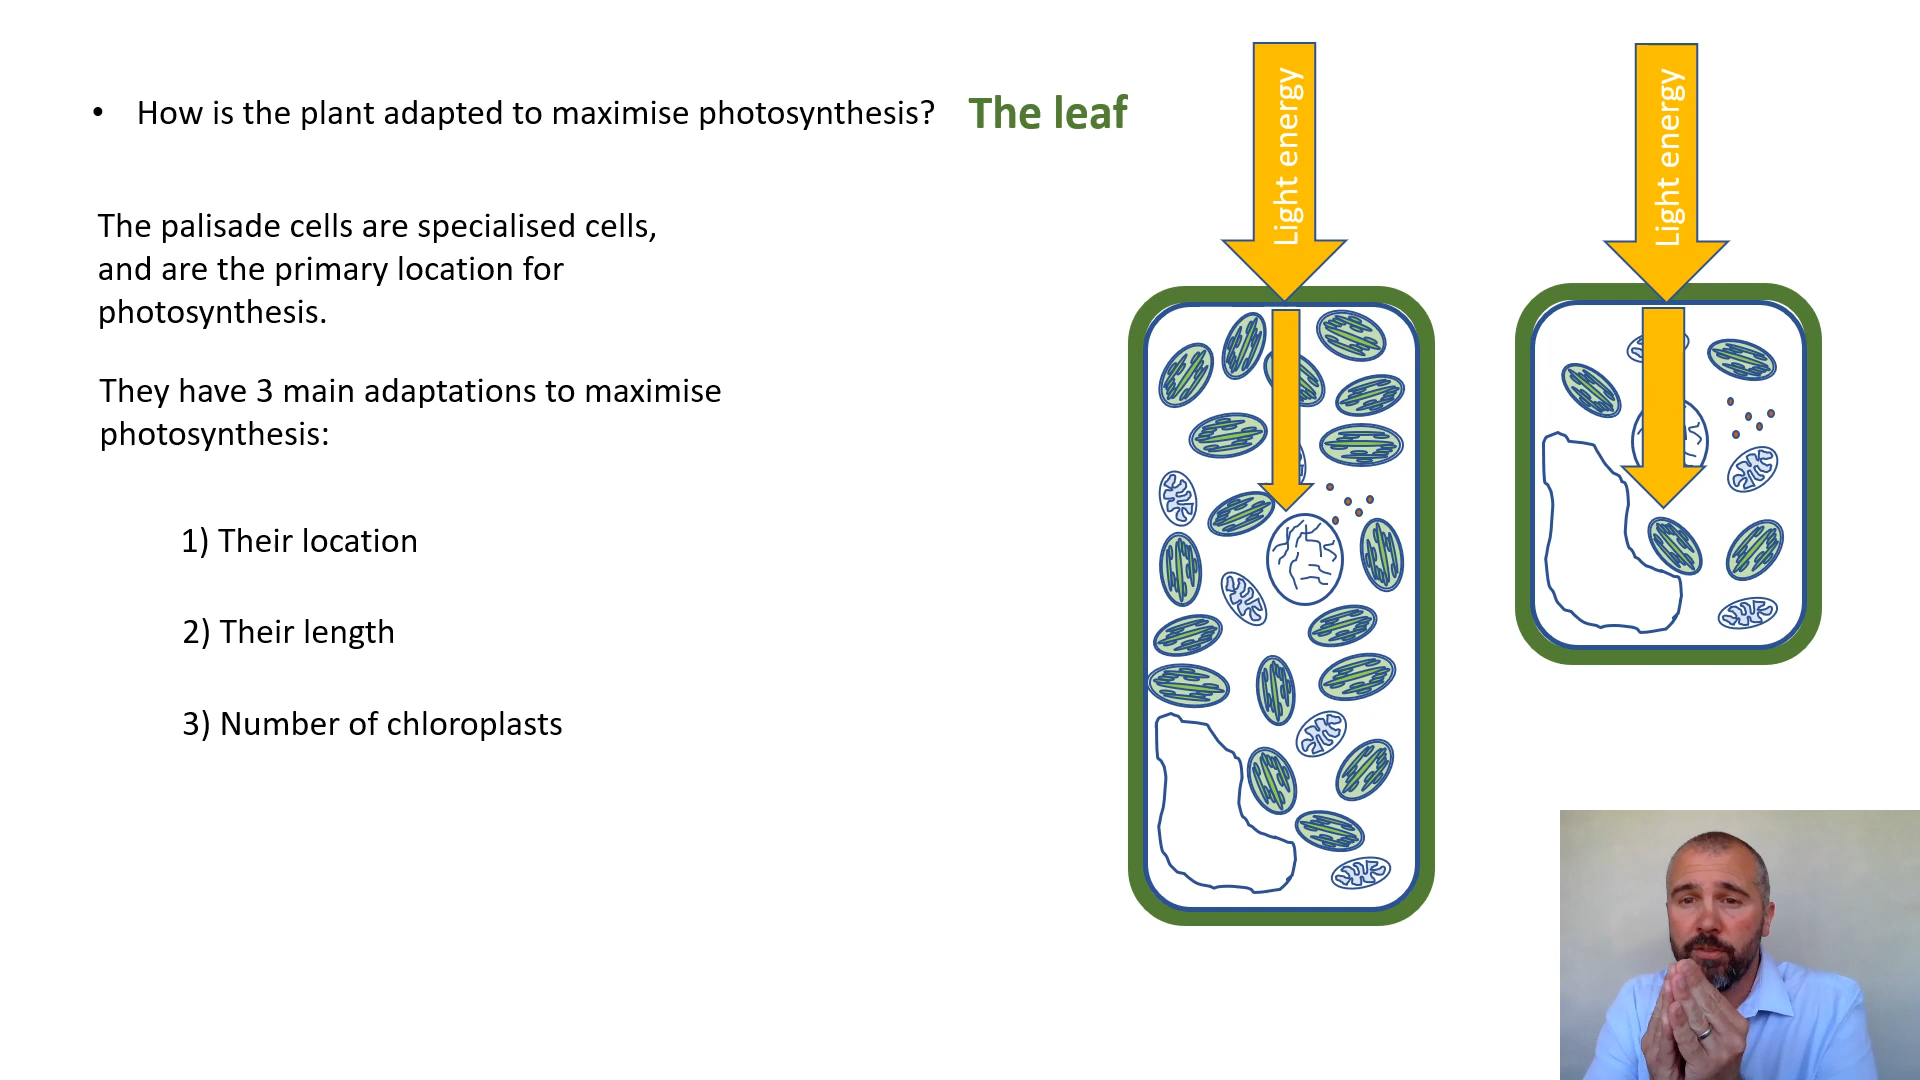 • How is the plant adapted to maximise photosynthesis? The leaf
The palisade cells are specialised cells,
and are the primary location for
photosynthesis.
They have 3 main adaptations to maximise
photosynthesis:
1) Their location
2) Their length
3) Number of chloroplasts
Light energy
Light energy